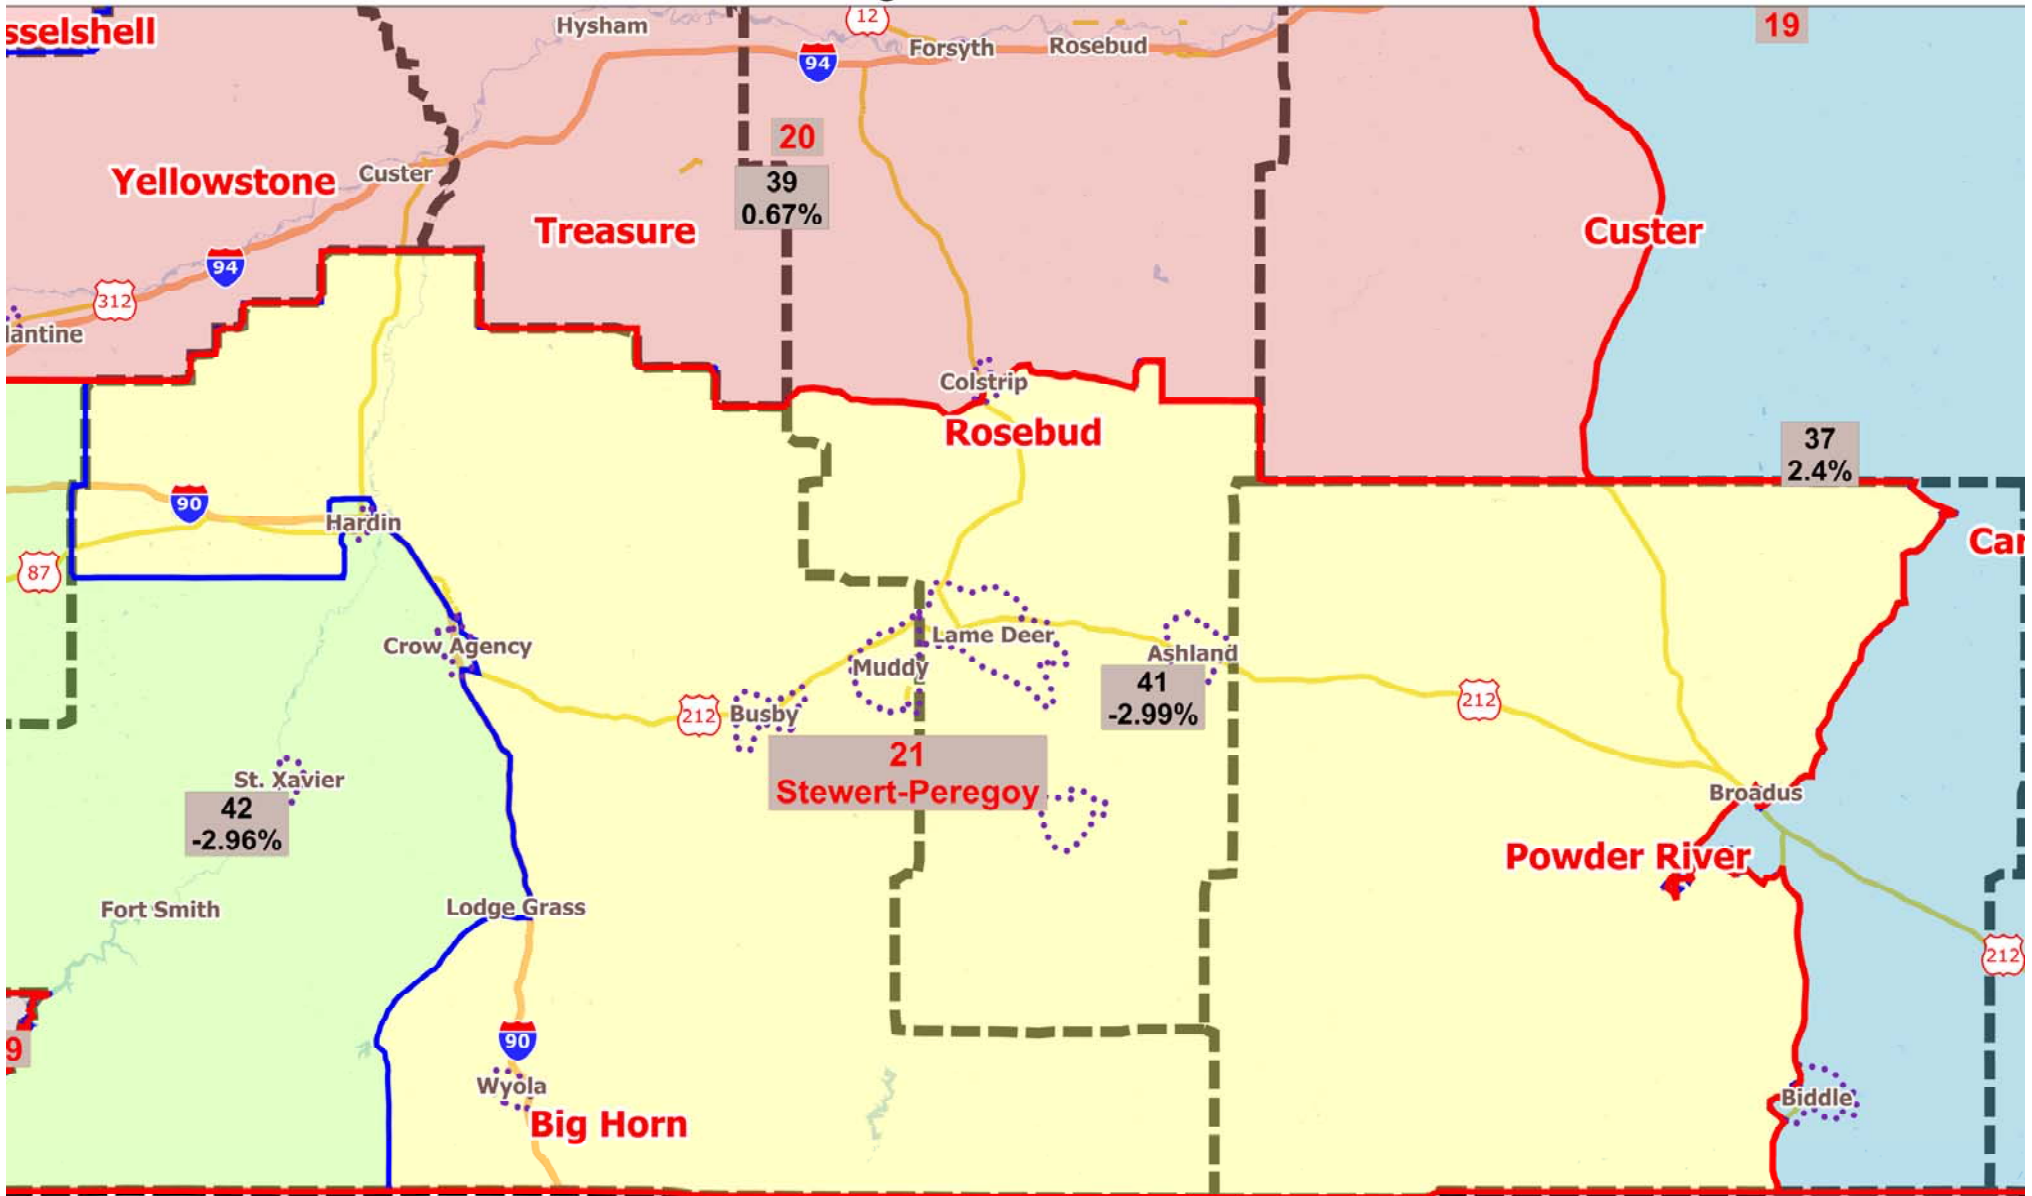 sselshell
Hysham
12
Forsyth
Rosebud
19
94
20
Yellowstone
Custer
39
0.67%
Treasure
Custer
94
312
lantine
Colstrip
Rosebud
37
2.4%
90
Hardin
Car
87
Crow Agency
Lame Deer
Muddy
Ashland
41
-2.99%
212
Busby
212
21
Stewert-Peregoy
St. Xavier
42
-2.96%
Broadus
Powder River
Fort Smith
Lodge Grass
212
9
90
Wyola
Big Horn
Biddle